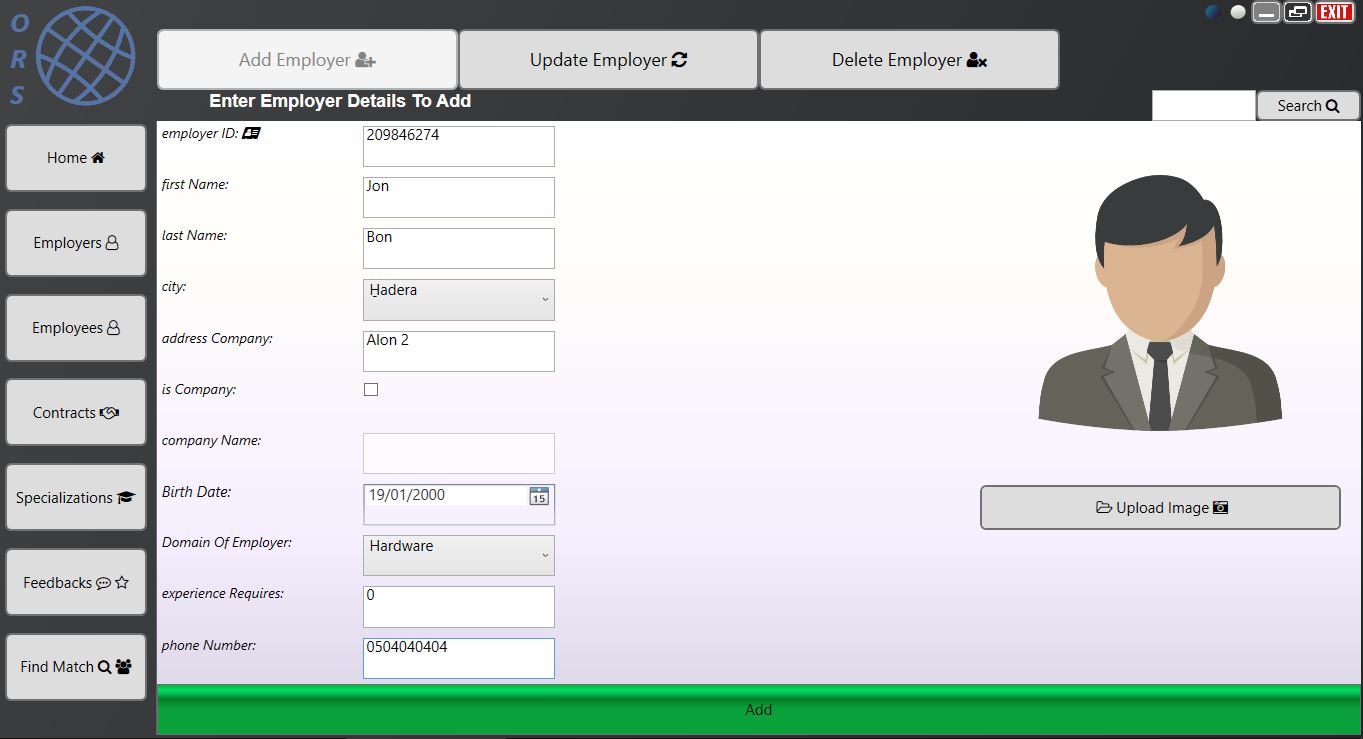 O
R
S
EXIT
Add Employer
Update Employer
Delete Employer
Enter Employer Details To Add
Search
Home
Employers
Employees
Contracts
Specializations
Feedbacks
Find Match
employer ID:
209846274
first Name:
Jon
last Name:
Bon
city:
H̱adera
address Company:
Alon 2
is Company:
company Name:
Birth Date:
19/01/2000
15
Domain Of Employer:
Hardware
experience Requires:
0
phone Number:
0504040404
Upload Image
Add